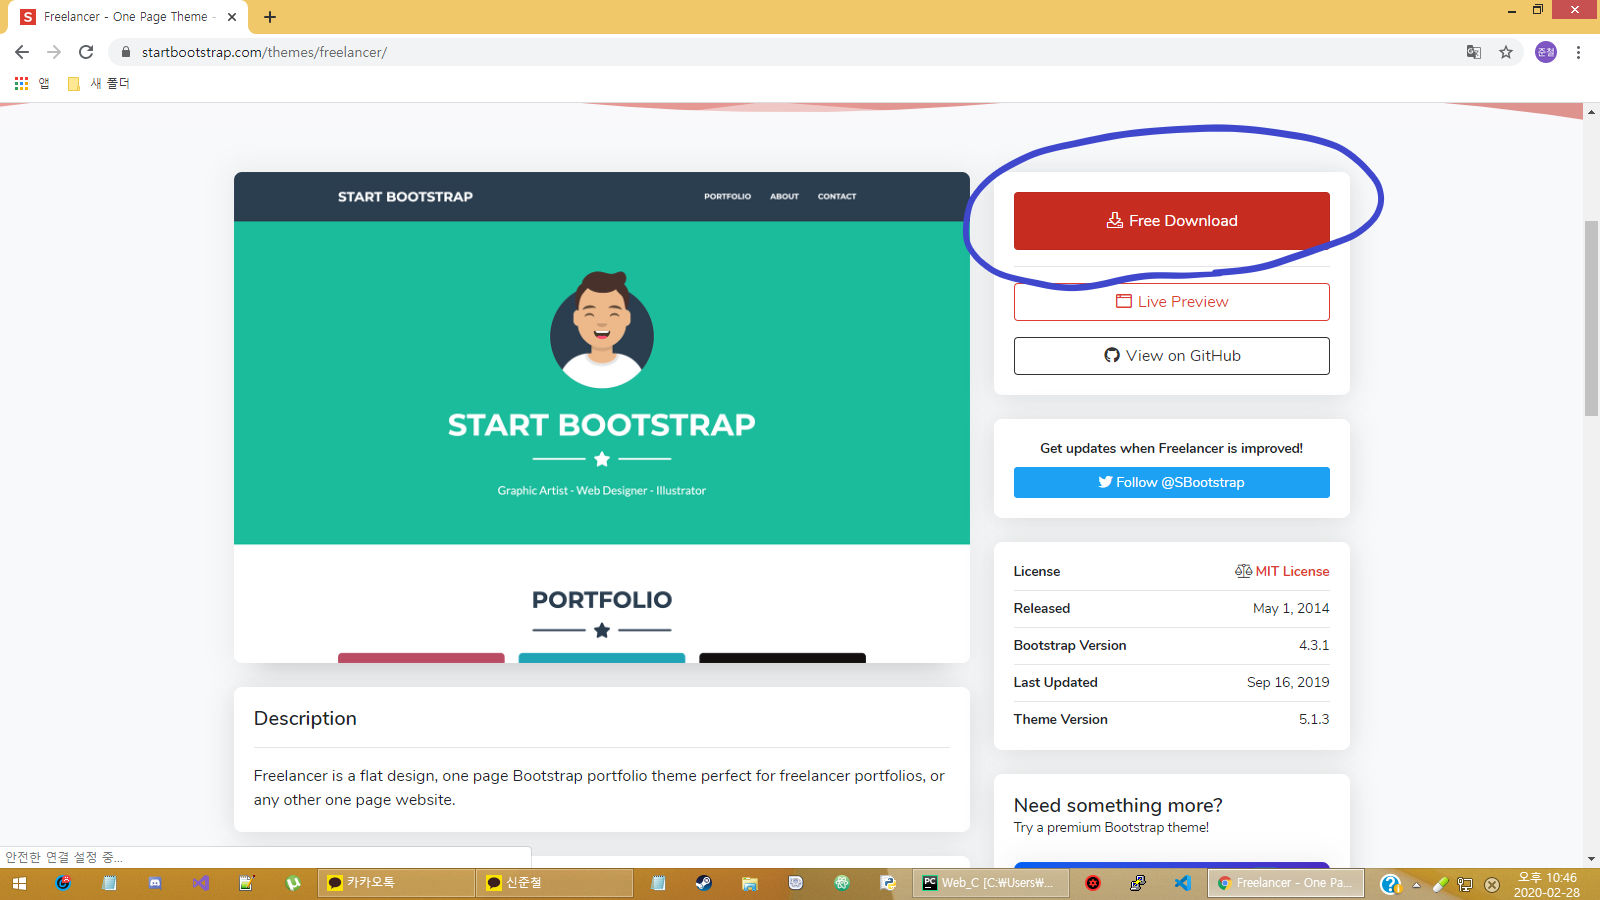 S Freelancer - One Page Theme -
startbootstrap.com/themes/freelancer/
준철
앱 새 폴더
START BOOTSTRAP PORTFOLIO ABOUT CONTACT
START BOOTSTRAP
Graphic Artist - Web Designer - Illustrator
PORTFOLIO
Free Download
Live Preview
View on GitHub
Get updates when Freelancer is improved!
Follow @SBootstrap
License MIT License
Released May 1, 2014
Bootstrap Version 4.3.1
Last Updated Sep 16, 2019
Theme Version 5.1.3
Description
Freelancer is a flat design, one page Bootstrap portfolio theme perfect for freelancer portfolios, or
any other one page website.
Need something more?
Try a premium Bootstrap theme!
안전한 연결 설정 중...
카카오톡
신준철
PC Web_C [C:₩Users₩...
Freelancer - One Pa...
오후 10:46
2020-02-28